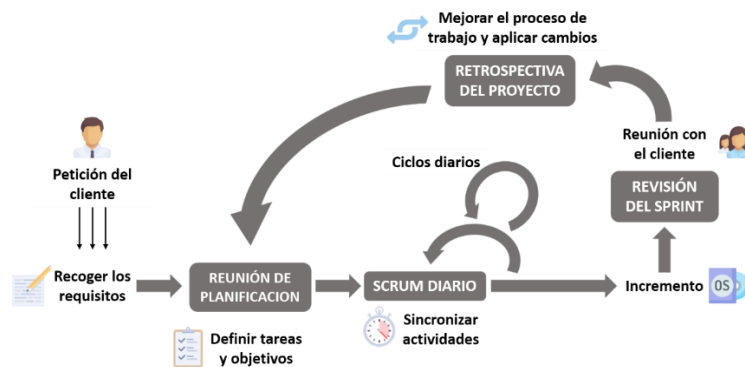 Mejorar el proceso de
trabajo y aplicar cambios
RETROSPECTIVA
DEL PROYECTO
Petición del
cliente
Ciclos diarios
Reunión con
el cliente
REVISIÓN
DEL SPRINT
Recoger los
requisitos
REUNIÓN DE
PLANIFICACION
SCRUM DIARIO
Incremento
OS
Definir tareas
y objetivos
Sincronizar
actividades